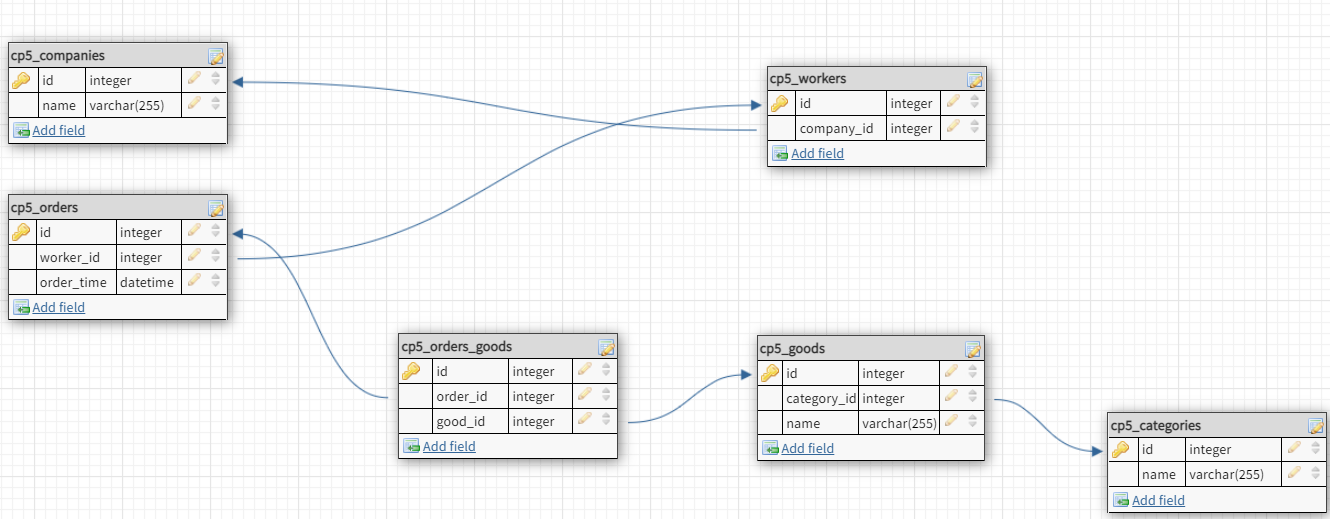 cp5_companies
id integer
name varchar(255)
Add field
cp5_workers
id integer
company_id integer
Add field
cp5_orders
id integer
worker_id integer
order_time datetime
Add field
cp5_orders_goods
id integer
order_id integer
good_id integer
Add field
cp5_goods
id integer
category_id integer
name varchar(255)
Add field
cp5_categories
id integer
name varchar(255)
Add field